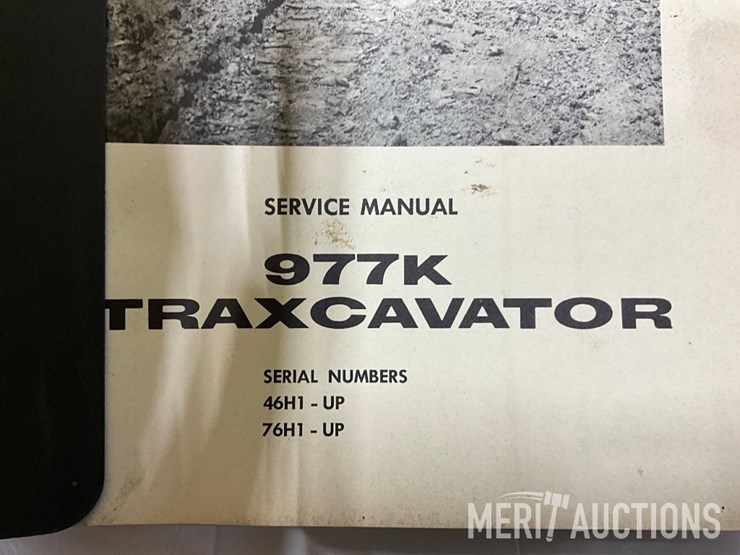 SERVICE MANUAL
977K
TRAXCAVATOR
SERIAL NUMBERS
46H1 - UP
76H1 - UP
MERIT AUCTIONS